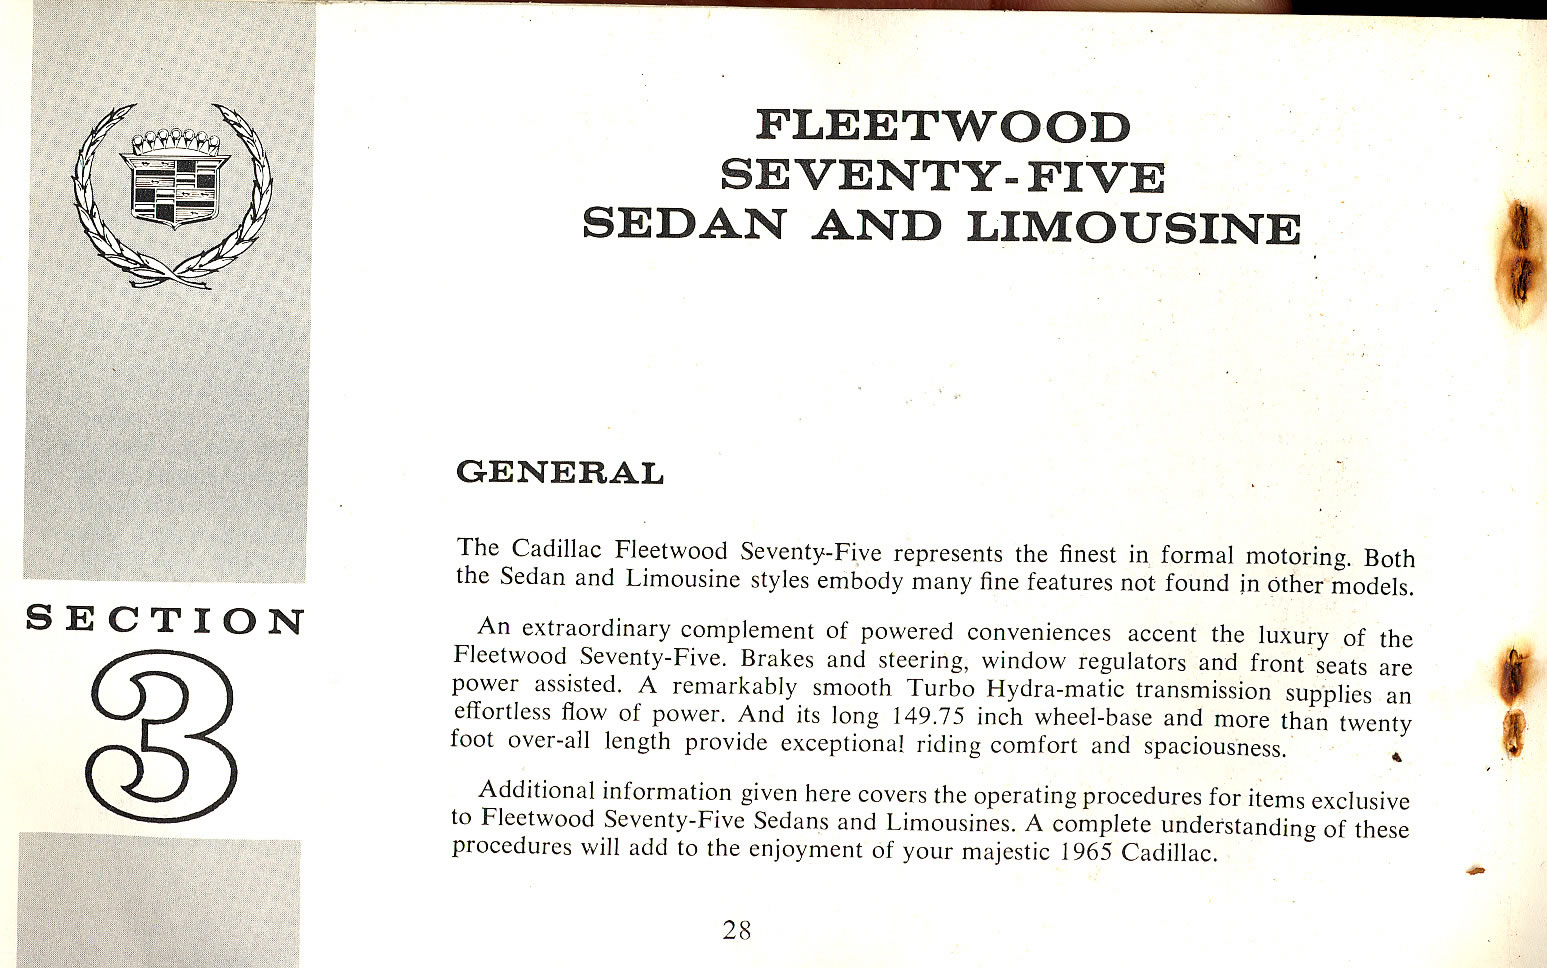 FLEETWOOD
SEVENTY-FIVE
SEDAN AND LIMOUSINE
SECTION
3
GENERAL
The Cadillac Fleetwood Seventy-Five represents the finest in formal motoring. Both
the Sedan and Limousine styles embody many fine features not found in other models.
An extraordinary complement of powered conveniences accent the luxury of the
Fleetwood Seventy-Five. Brakes and steering, window regulators and front seats are
power assisted. A remarkably smooth Turbo Hydra-matic transmission supplies an
effortless flow of power. And its long 149.75 inch wheel-base and more than twenty
foot over-all length provide exceptional riding comfort and spaciousness.
Additional information given here covers the operating procedures for items exclusive
to Fleetwood Seventy-Five Sedans and Limousines. A complete understanding of these
procedures will add to the enjoyment of your majestic 1965 Cadillac.
28